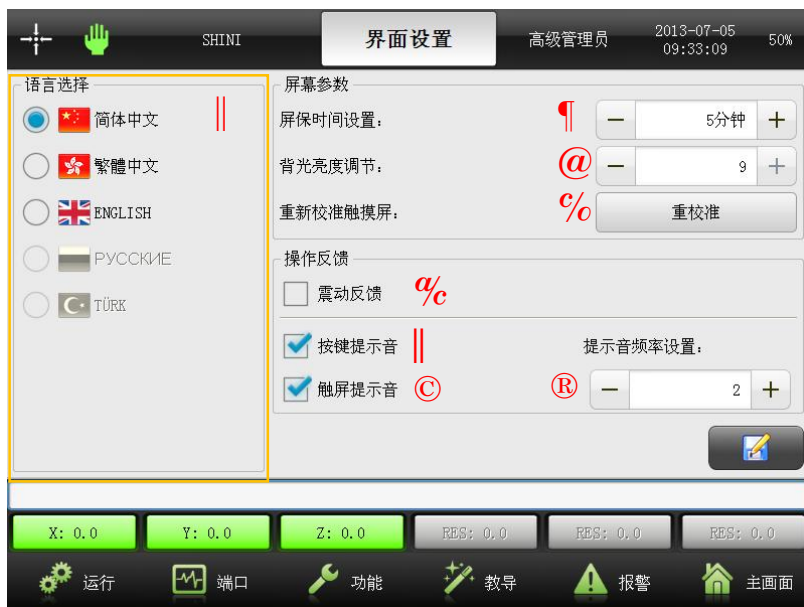 SHINI 界面设置 高级管理员 2013-07-05 09:33:09 50%
语言选择
简体中文 ‖
繁體中文
ENGLISH
РУССКИЕ
TÜRK
屏幕参数
屏保时间设置: ¶ − 5分钟 +
背光亮度调节: @ − 9 +
重新校准触摸屏: ℅ 重校准
操作反馈
震动反馈 ℀
按键提示音 ‖ 提示音频率设置:
触屏提示音 © ® − 2 +
X: 0.0 Y: 0.0 Z: 0.0 RES: 0.0 RES: 0.0 RES: 0.0
运行 端口 功能 教导 报警 主画面